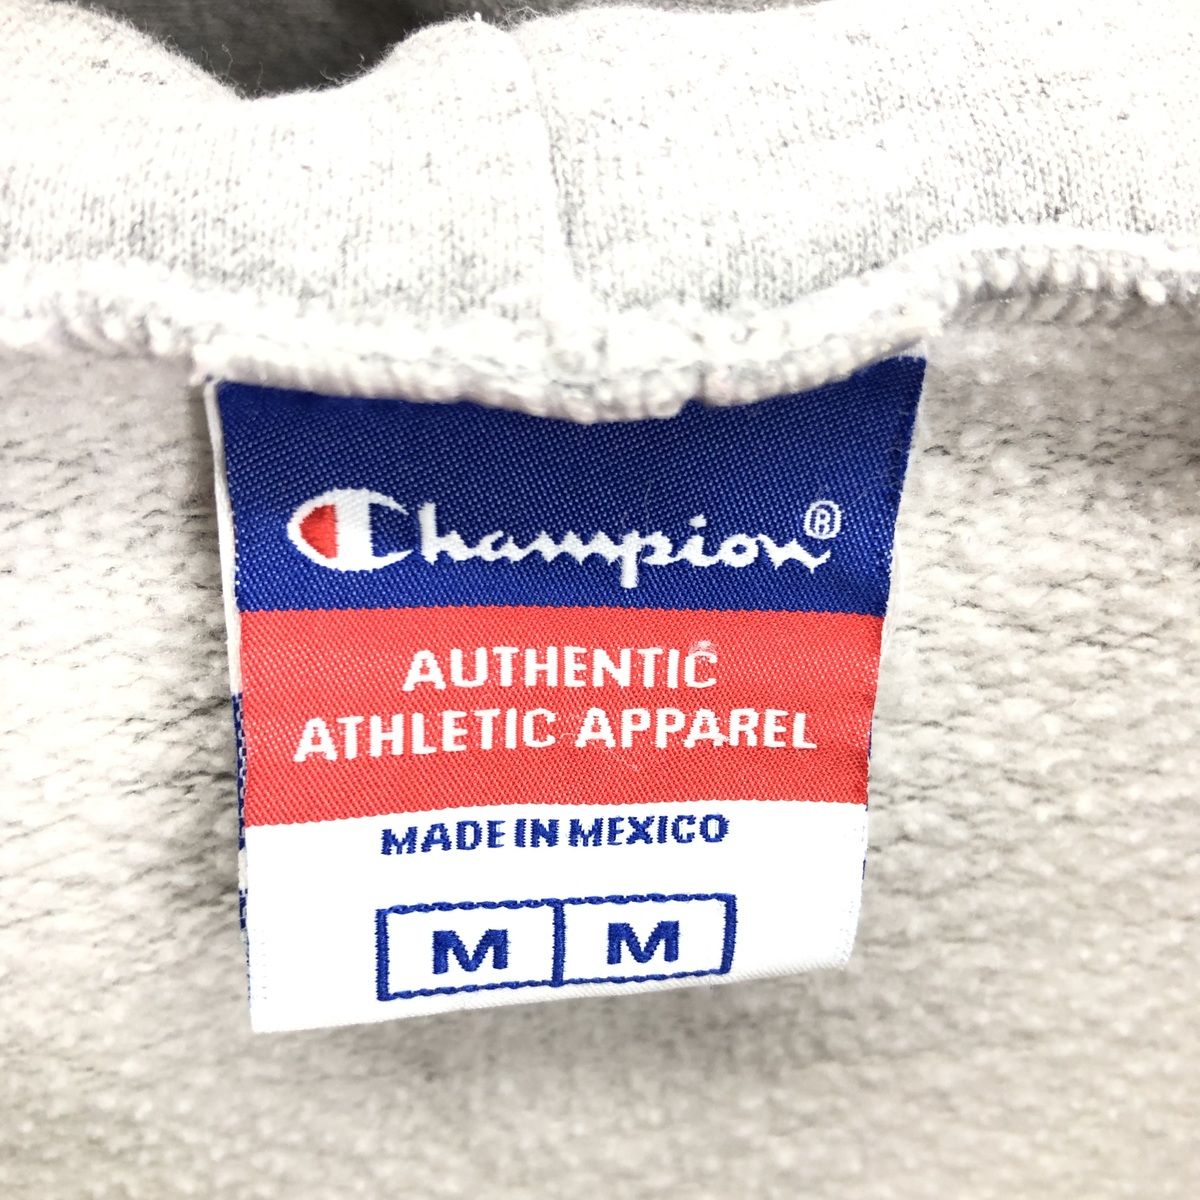 Champion®
AUTHENTIC
ATHLETIC APPAREL
MADE IN MEXICO
M M